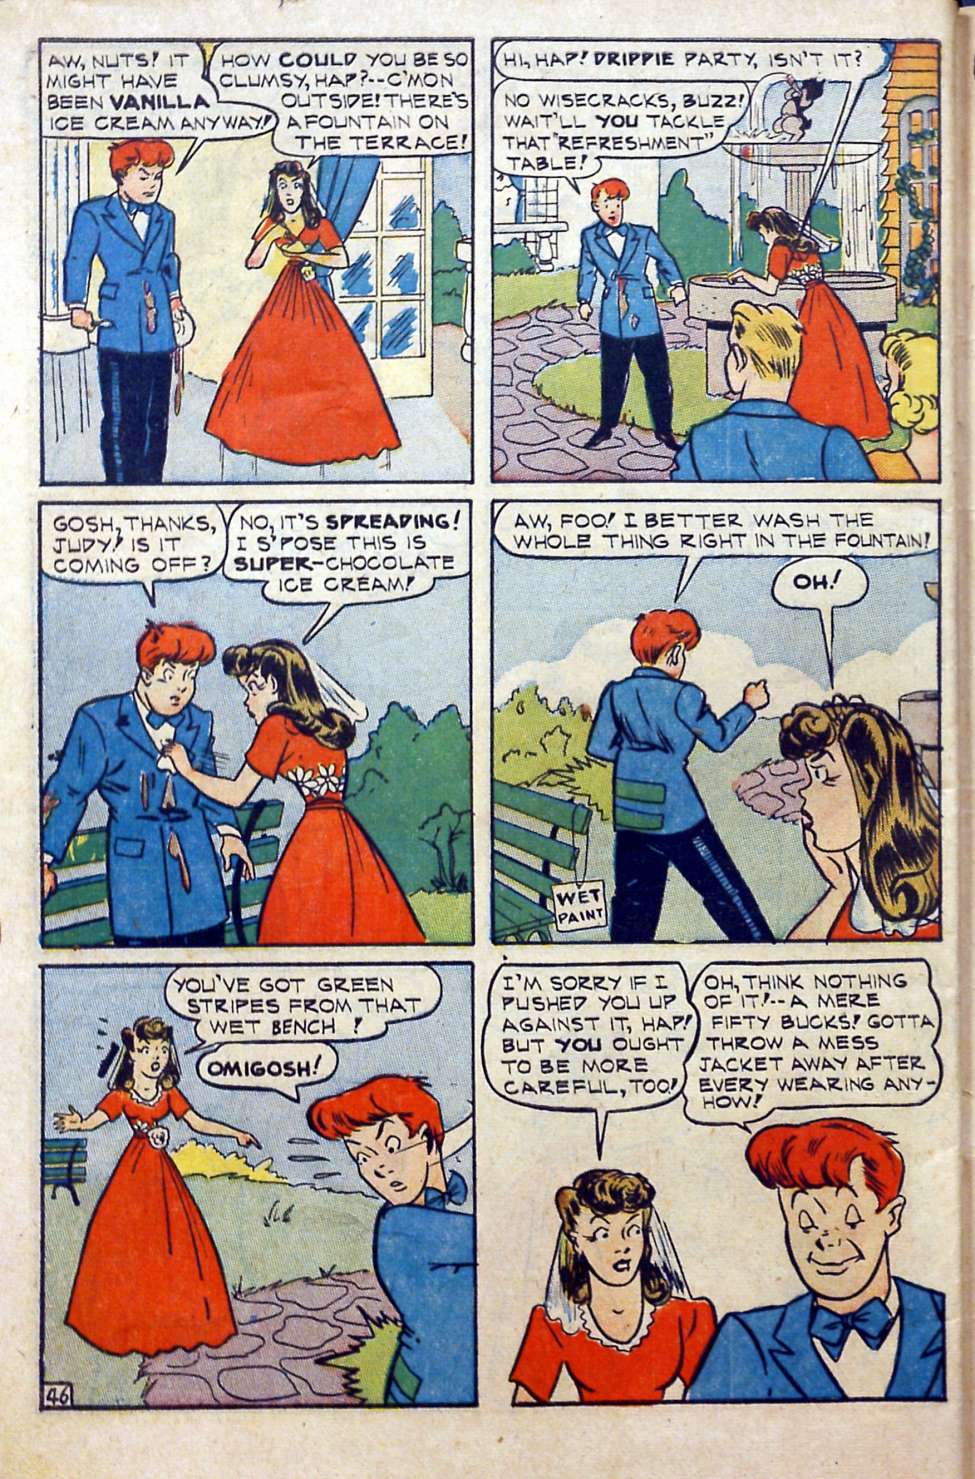 AW, NUTS! IT
MIGHT HAVE
BEEN VANILLA
ICE CREAM ANYWAY!
HOW COULD YOU BE SO
CLUMSY, HAP?--C'MON
OUTSIDE! THERE'S
A FOUNTAIN ON
THE TERRACE!
HI, HAP! DRIPPIE PARTY, ISN'T IT?
NO WISECRACKS, BUZZ!
WAIT'LL YOU TACKLE
THAT "REFRESHMENT"
TABLE!
GOSH, THANKS,
JUDY! IS IT
COMING OFF?
NO, IT'S SPREADING!
I S'POSE THIS IS
SUPER-CHOCOLATE
ICE CREAM!
AW, FOO! I BETTER WASH THE
WHOLE THING RIGHT IN THE FOUNTAIN!
OH!
WET
PAINT
YOU'VE GOT GREEN
STRIPES FROM THAT
WET BENCH!
OMIGOSH!
46
I'M SORRY IF I
PUSHED YOU UP
AGAINST IT, HAP!
BUT YOU OUGHT
TO BE MORE
CAREFUL, TOO!
OH, THINK NOTHING
OF IT!--A MERE
FIFTY BUCKS! GOTTA
THROW A MESS
JACKET AWAY AFTER
EVERY WEARING ANY-
HOW!